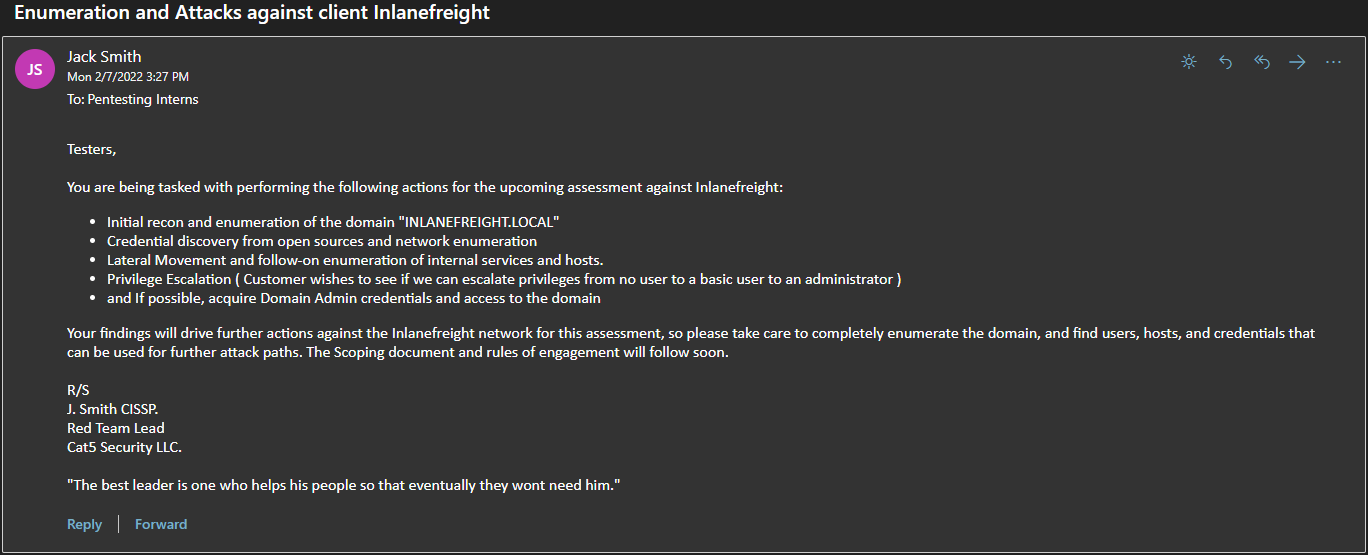 Enumeration and Attacks against client Inlanefreight
JS
Jack Smith
Mon 2/7/2022 3:27 PM
To: Pentesting Interns
Testers,
You are being tasked with performing the following actions for the upcoming assessment against Inlanefreight:
• Initial recon and enumeration of the domain "INLANEFREIGHT.LOCAL"
• Credential discovery from open sources and network enumeration
• Lateral Movement and follow-on enumeration of internal services and hosts.
• Privilege Escalation ( Customer wishes to see if we can escalate privileges from no user to a basic user to an administrator )
• and If possible, acquire Domain Admin credentials and access to the domain
Your findings will drive further actions against the Inlanefreight network for this assessment, so please take care to completely enumerate the domain, and find users, hosts, and credentials that
can be used for further attack paths. The Scoping document and rules of engagement will follow soon.
R/S
J. Smith CISSP.
Red Team Lead
Cat5 Security LLC.
"The best leader is one who helps his people so that eventually they wont need him."
Reply | Forward